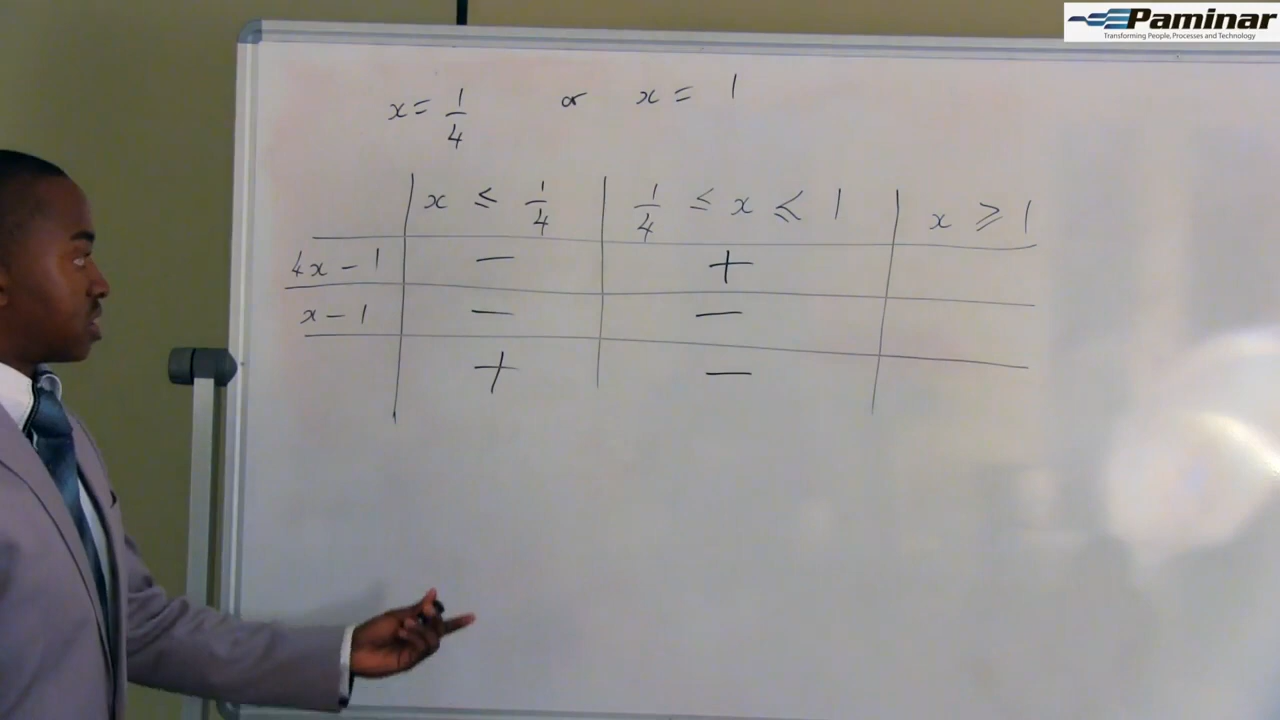 Paminar
Transforming People, Processes and Technology
x = 1/4 or x = 1
x ≤ 1/4 1/4 ≤ x ≤ 1 x ≥ 1
4x - 1 - +
x - 1 - -
+ -